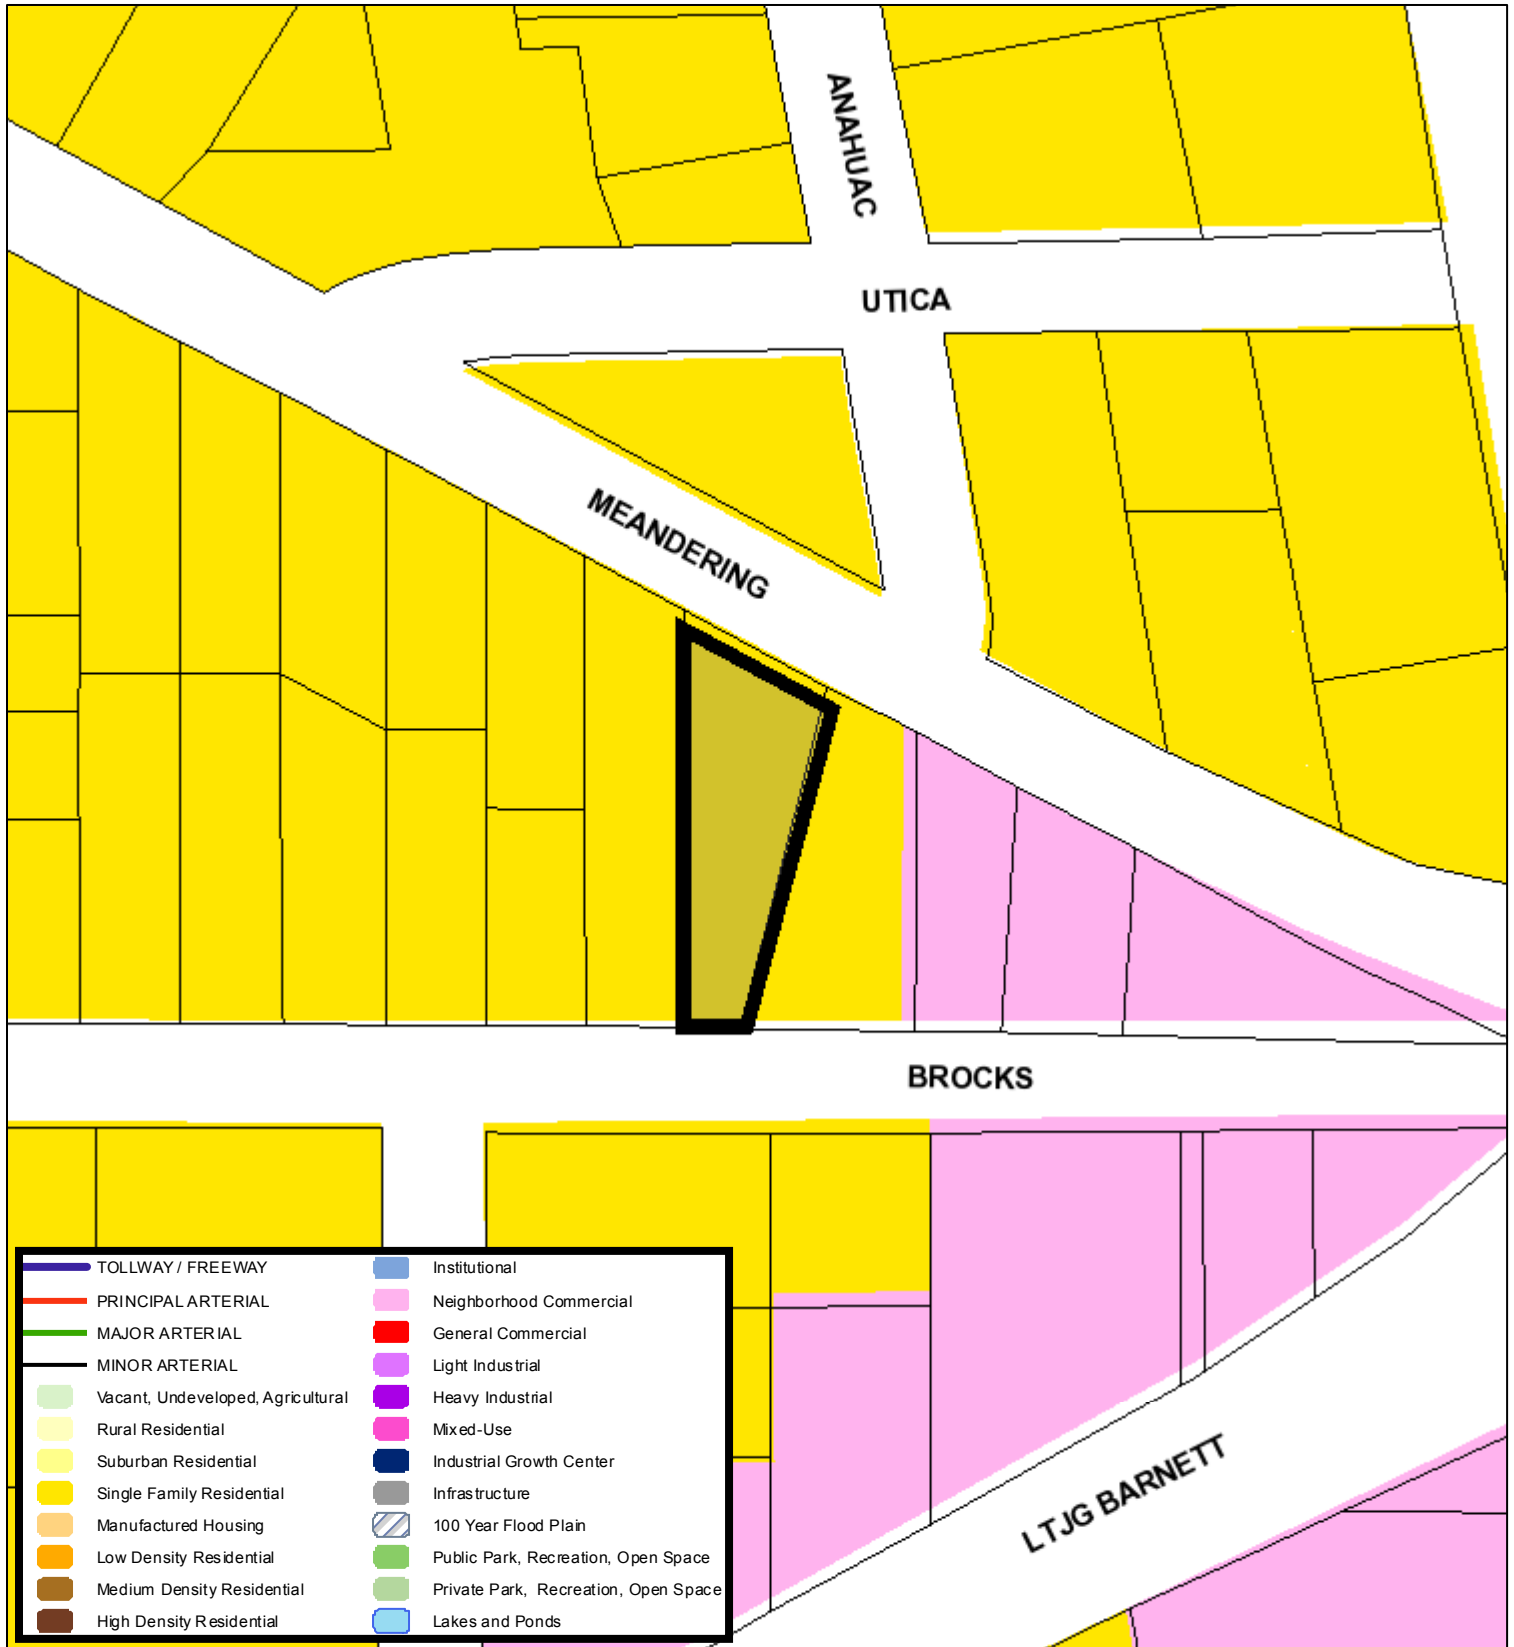 ANAHUAC
UTICA
MEANDERING
BROCKS
LTJG BARNETT
TOLLWAY / FREEWAY
PRINCIPAL ARTERIAL
MAJOR ARTERIAL
MINOR ARTERIAL
Vacant, Undeveloped, Agricultural
Rural Residential
Suburban Residential
Single Family Residential
Manufactured Housing
Low Density Residential
Medium Density Residential
High Density Residential
Institutional
Neighborhood Commercial
General Commercial
Light Industrial
Heavy Industrial
Mixed-Use
Industrial Growth Center
Infrastructure
100 Year Flood Plain
Public Park, Recreation, Open Space
Private Park, Recreation, Open Space
Lakes and Ponds